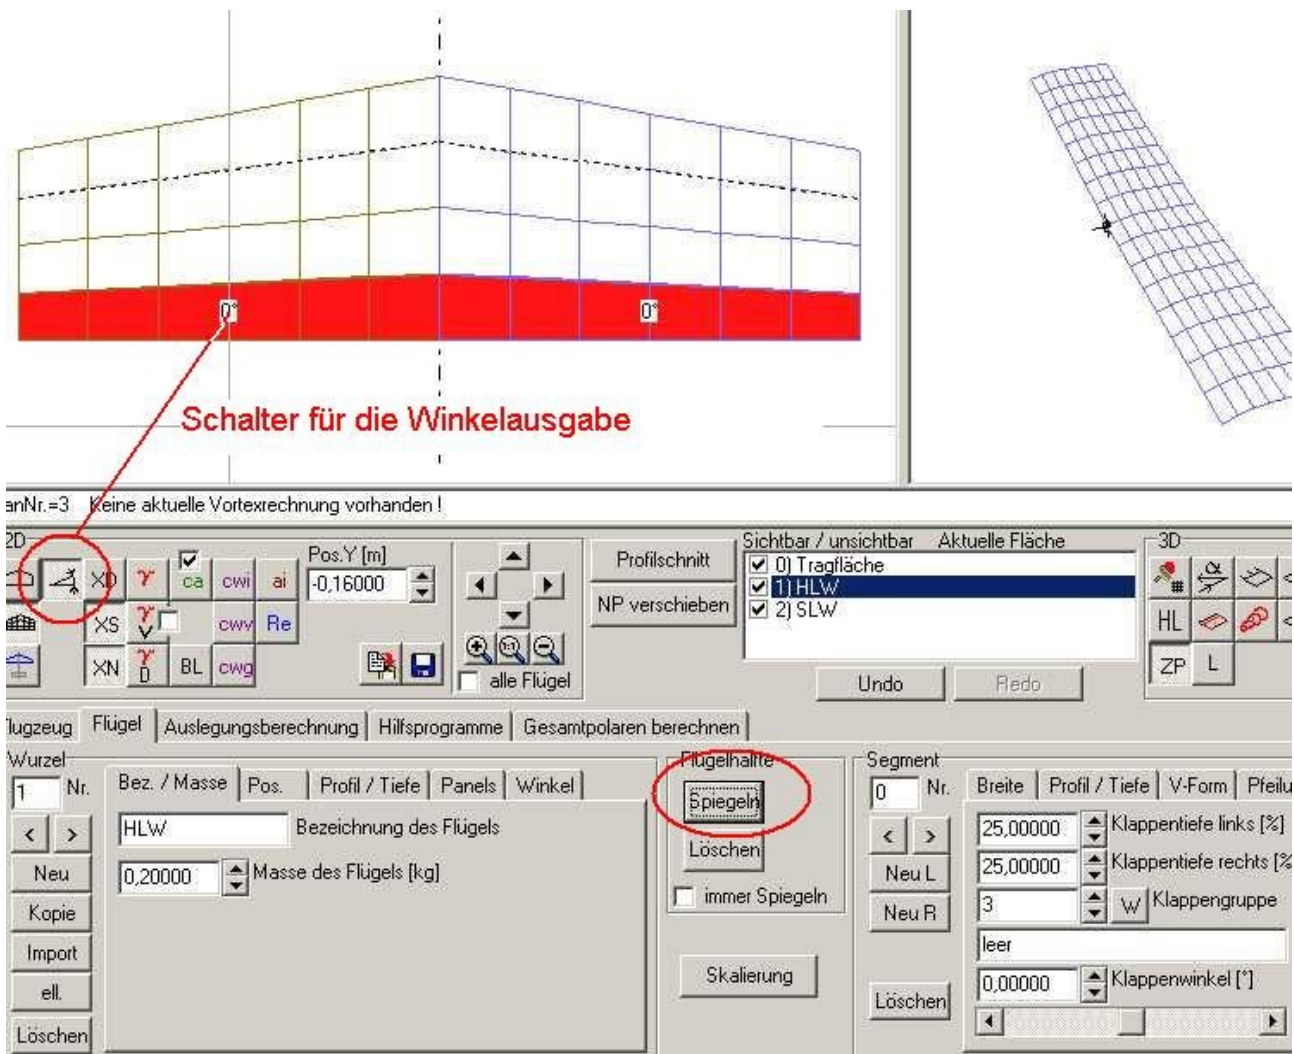 0°
0°
Schalter für die Winkelausgabe
anNr.=3 Keine aktuelle Vortexrechnung vorhanden !
2D
Pos.Y [m]
Profilschnitt
Sichtbar / unsichtbar Aktuelle Fläche
3D
XD γ ca cwi ai
-0,16000
0) Tragfläche
1) HLW
2) SLW
α
NP verschieben
XS γ V cwv Re
HL
XN γ D BL cwg
1:1
alle Flügel
ZP L
Undo Redo
lugzeug Flügel Auslegungsberechnung Hilfsprogramme Gesamtpolaren berechnen
Wurzel
Flügelhälfte
Segment
1 Nr.
Bez. / Masse Pos. Profil / Tiefe Panels Winkel
Spiegeln
0 Nr.
Breite Profil / Tiefe V-Form Pfeilu
< >
HLW Bezeichnung des Flügels
< >
25,00000 Klappentiefe links [%]
Neu
0,20000 Masse des Flügels [kg]
Löschen
Neu L
25,00000 Klappentiefe rechts [%
Kopie
immer Spiegeln
Neu R
3 W Klappengruppe
Import
leer
ell.
Skalierung
Löschen
0,00000 Klappenwinkel [°]
Löschen